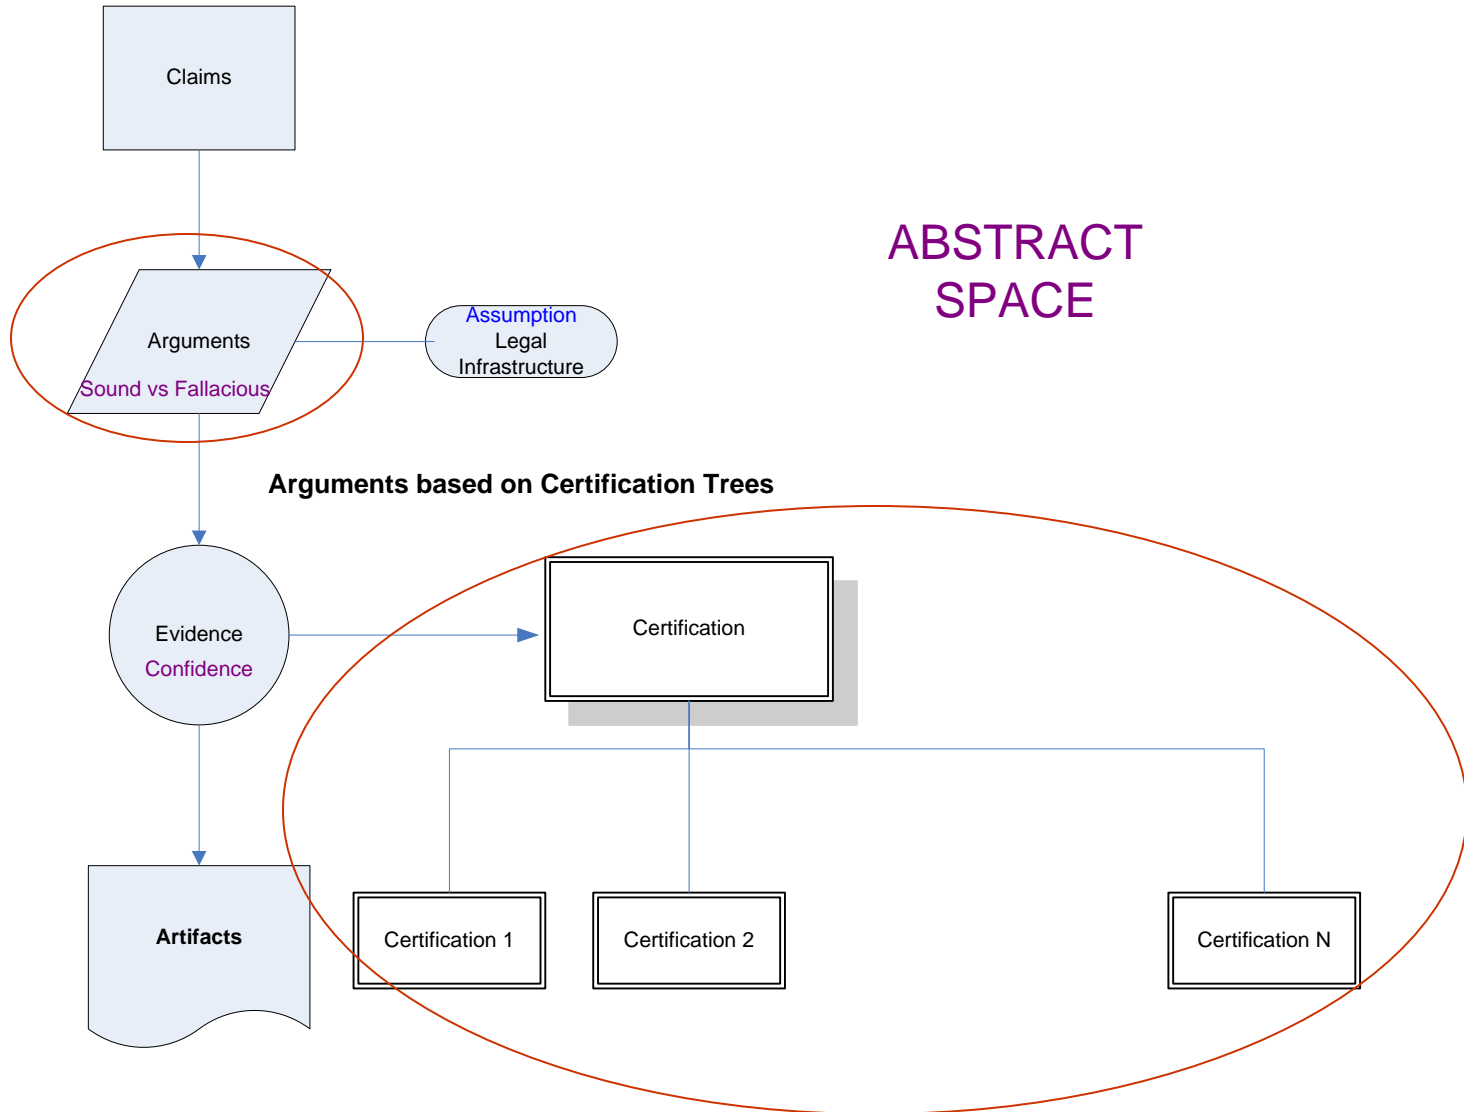 Claims
ABSTRACT
SPACE
Arguments
Sound vs Fallacious
Assumption
Legal
Infrastructure
Arguments based on Certification Trees
Evidence
Confidence
Certification
Artifacts
Certification 1
Certification 2
Certification N